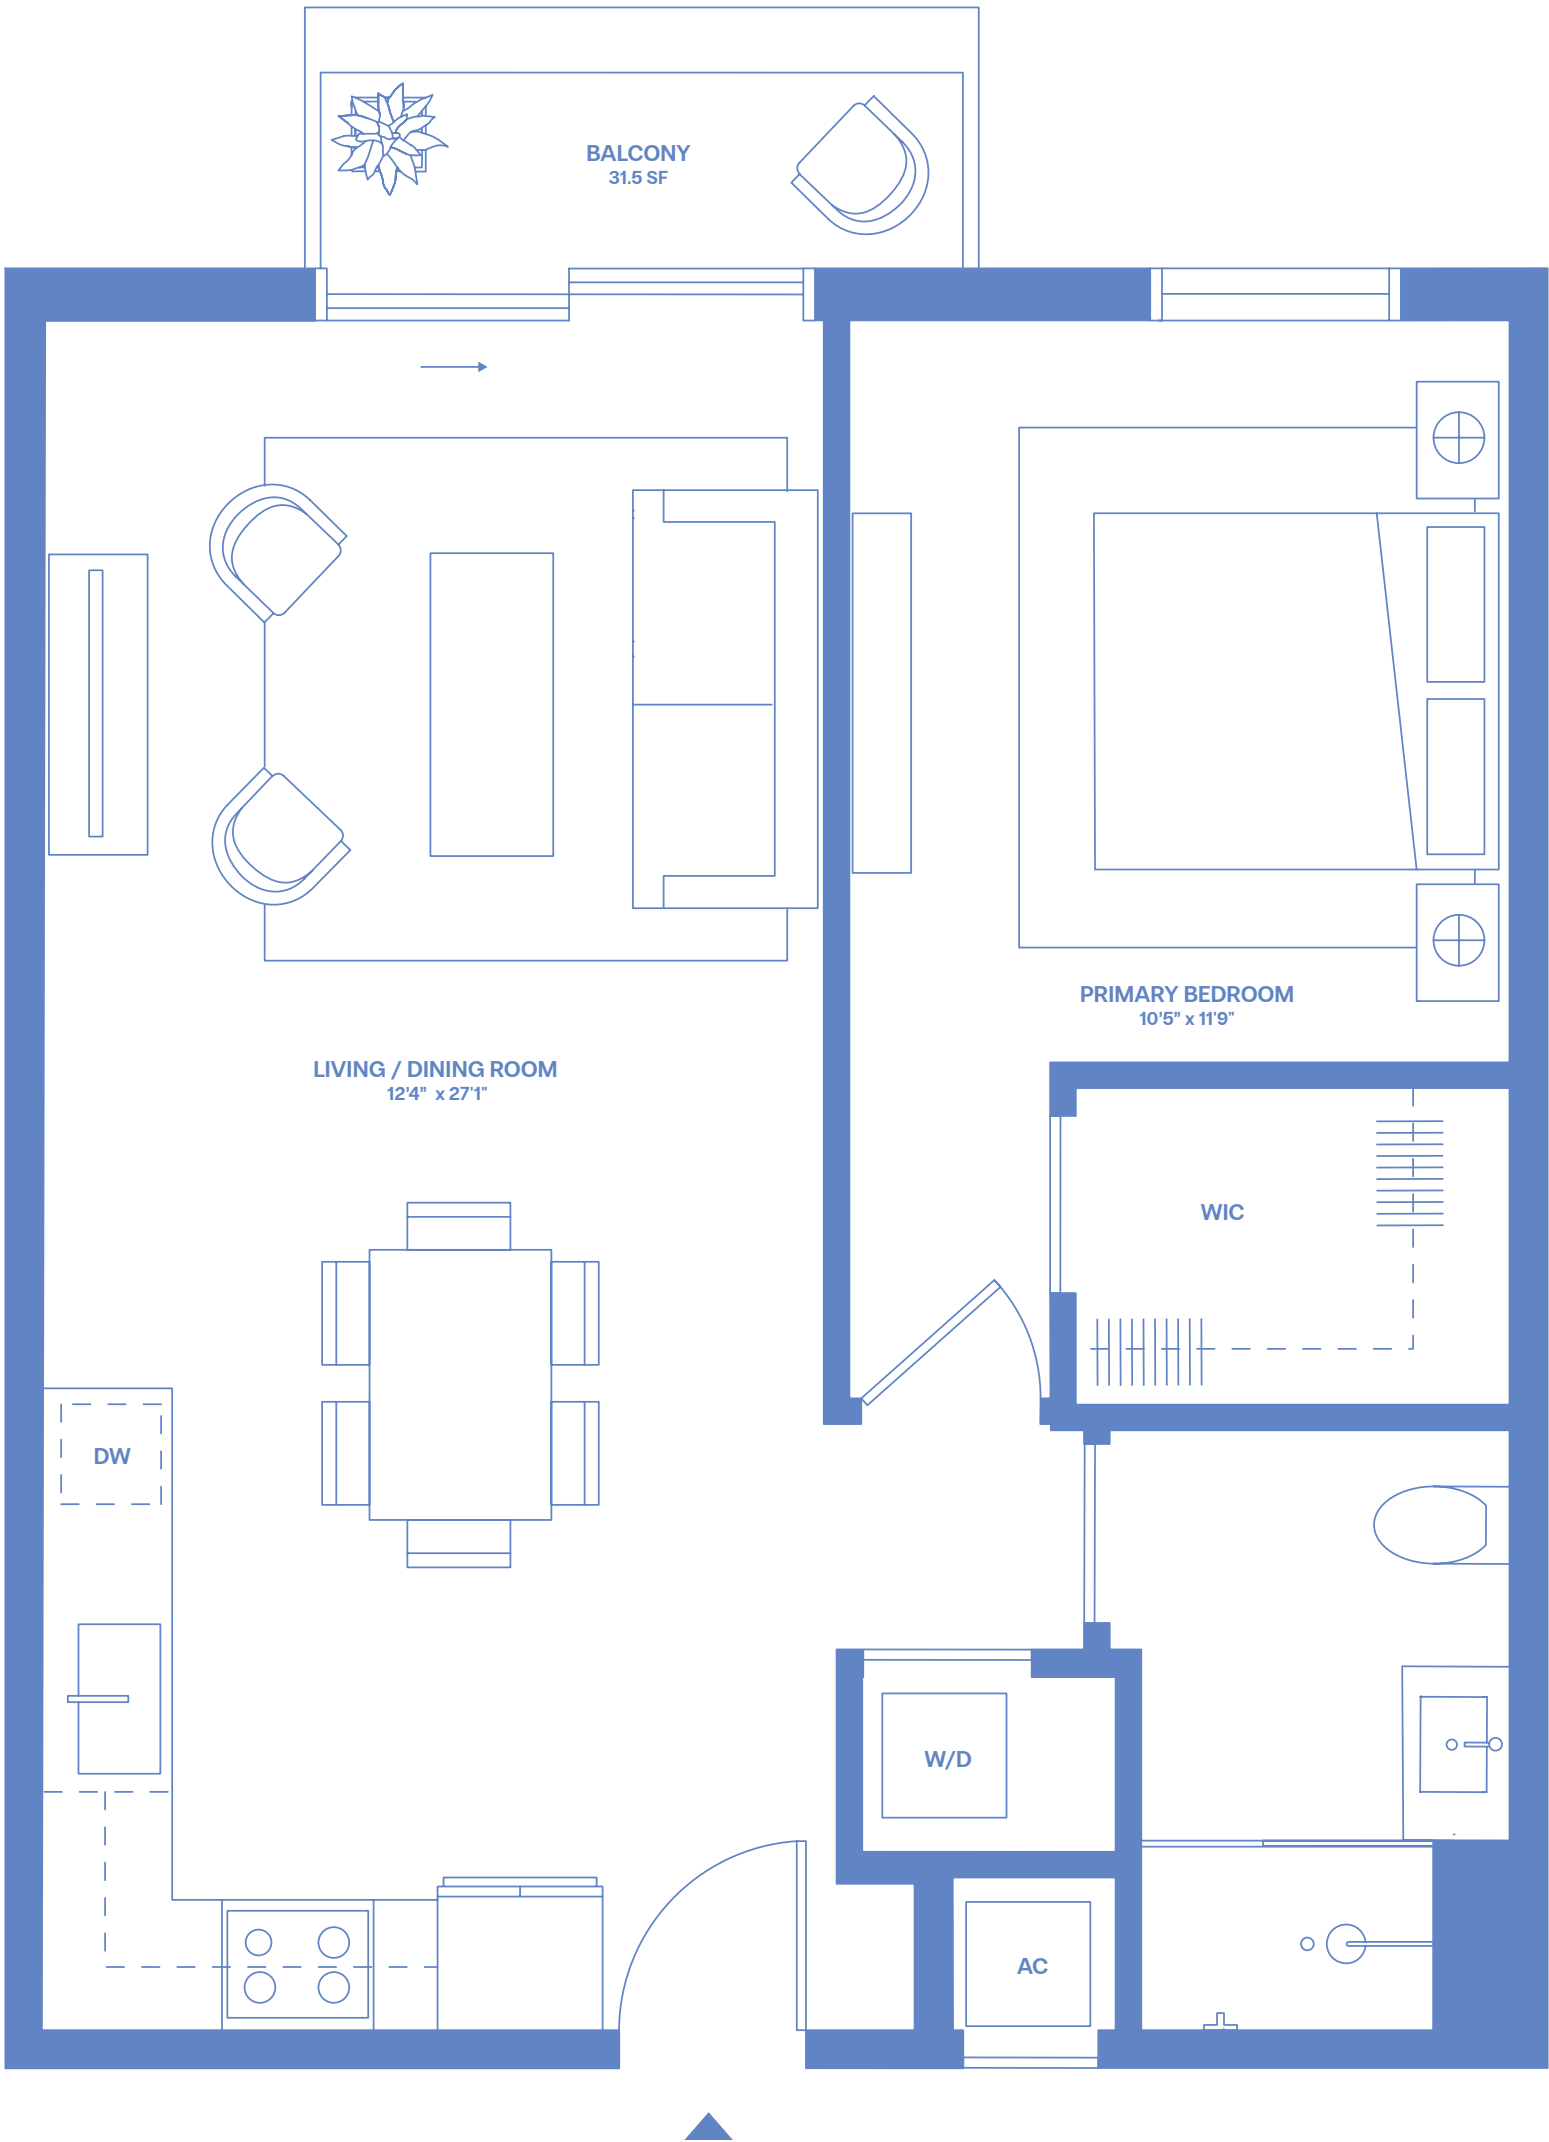 BALCONY
31.5 SF
PRIMARY BEDROOM
10'5" x 11'9"
LIVING / DINING ROOM
12'4" x 27'1"
WIC
DW
W/D
AC